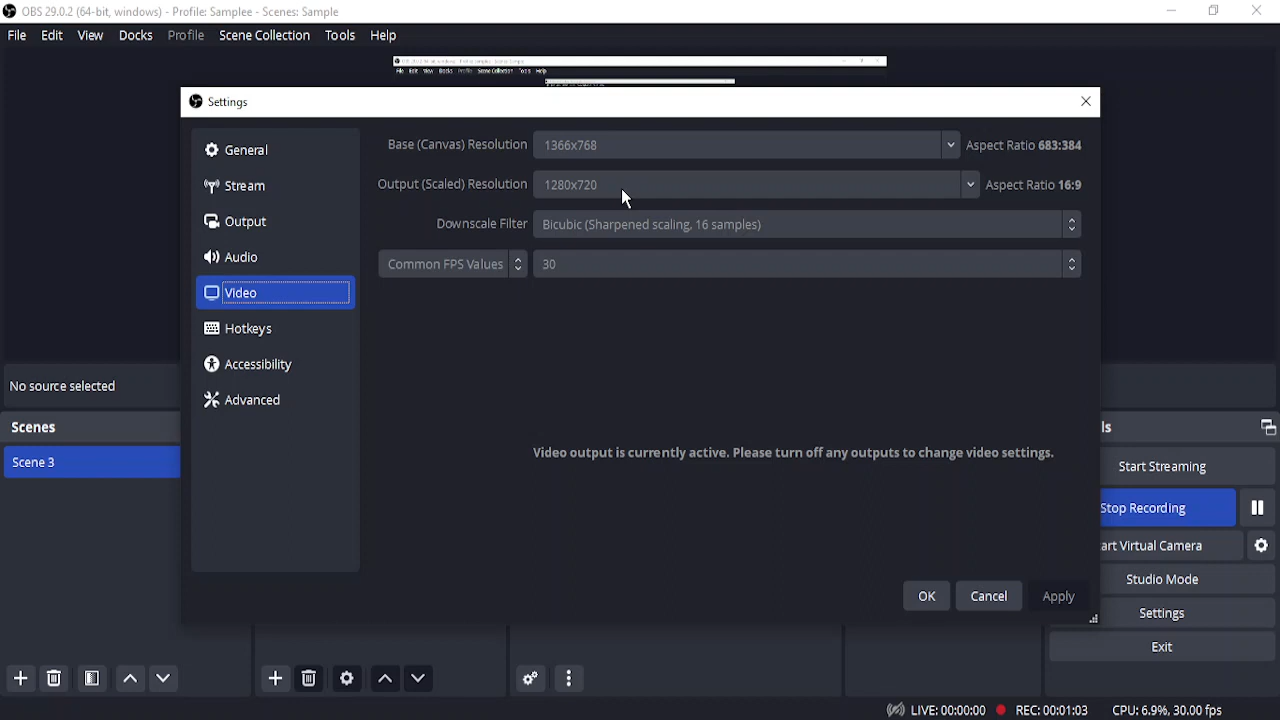 OBS 29.0.2 (64-bit, windows) - Profile: Samplee - Scenes: Sample
File Edit View Docks Profile Scene Collection Tools Help
Settings
General
Stream
Output
Audio
Video
Hotkeys
Accessibility
Advanced
Base (Canvas) Resolution 1366x768 Aspect Ratio 683:384
Output (Scaled) Resolution 1280x720 Aspect Ratio 16:9
Downscale Filter Bicubic (Sharpened scaling, 16 samples)
Common FPS Values 30
Video output is currently active. Please turn off any outputs to change video settings.
OK Cancel Apply
No source selected
Scenes
Scene 3
ls
Start Streaming
Stop Recording
art Virtual Camera
Studio Mode
Settings
Exit
LIVE: 00:00:00 REC: 00:01:03 CPU: 6.9%, 30.00 fps